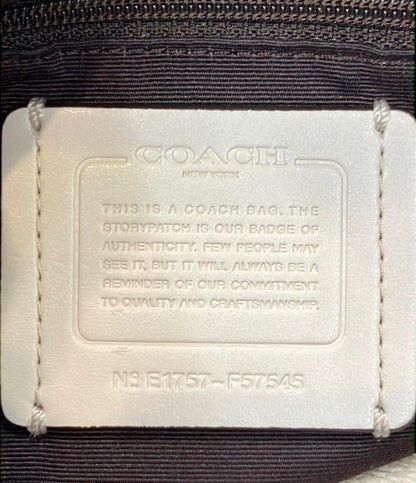 COACH
NEW YORK
THIS IS A COACH BAG. THE
STORYPATCH IS OUR BADGE OF
AUTHENTICITY. FEW PEOPLE MAY
SEE IT, BUT IT WILL ALWAYS BE A
REMINDER OF OUR COMMITMENT
TO QUALITY AND CRAFTSMANSHIP.
Nº E1757-F57545